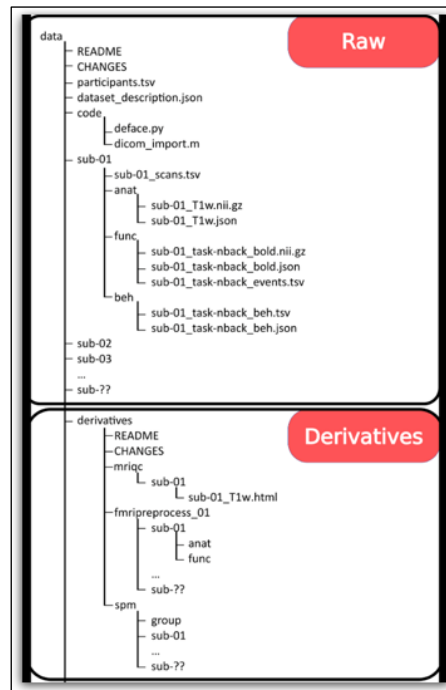 Raw
data
README
CHANGES
participants.tsv
dataset_description.json
code
deface.py
dicom_import.m
sub-01
sub-01_scans.tsv
anat
sub-01_T1w.nii.gz
sub-01_T1w.json
func
sub-01_task-nback_bold.nii.gz
sub-01_task-nback_bold.json
sub-01_task-nback_events.tsv
beh
sub-01_task-nback_beh.tsv
sub-01_task-nback_beh.json
sub-02
sub-03
...
sub-??
Derivatives
derivatives
README
CHANGES
mriqc
sub-01
sub-01_T1w.html
fmripreprocess_01
sub-01
anat
func
...
sub-??
spm
group
sub-01
...
sub-??